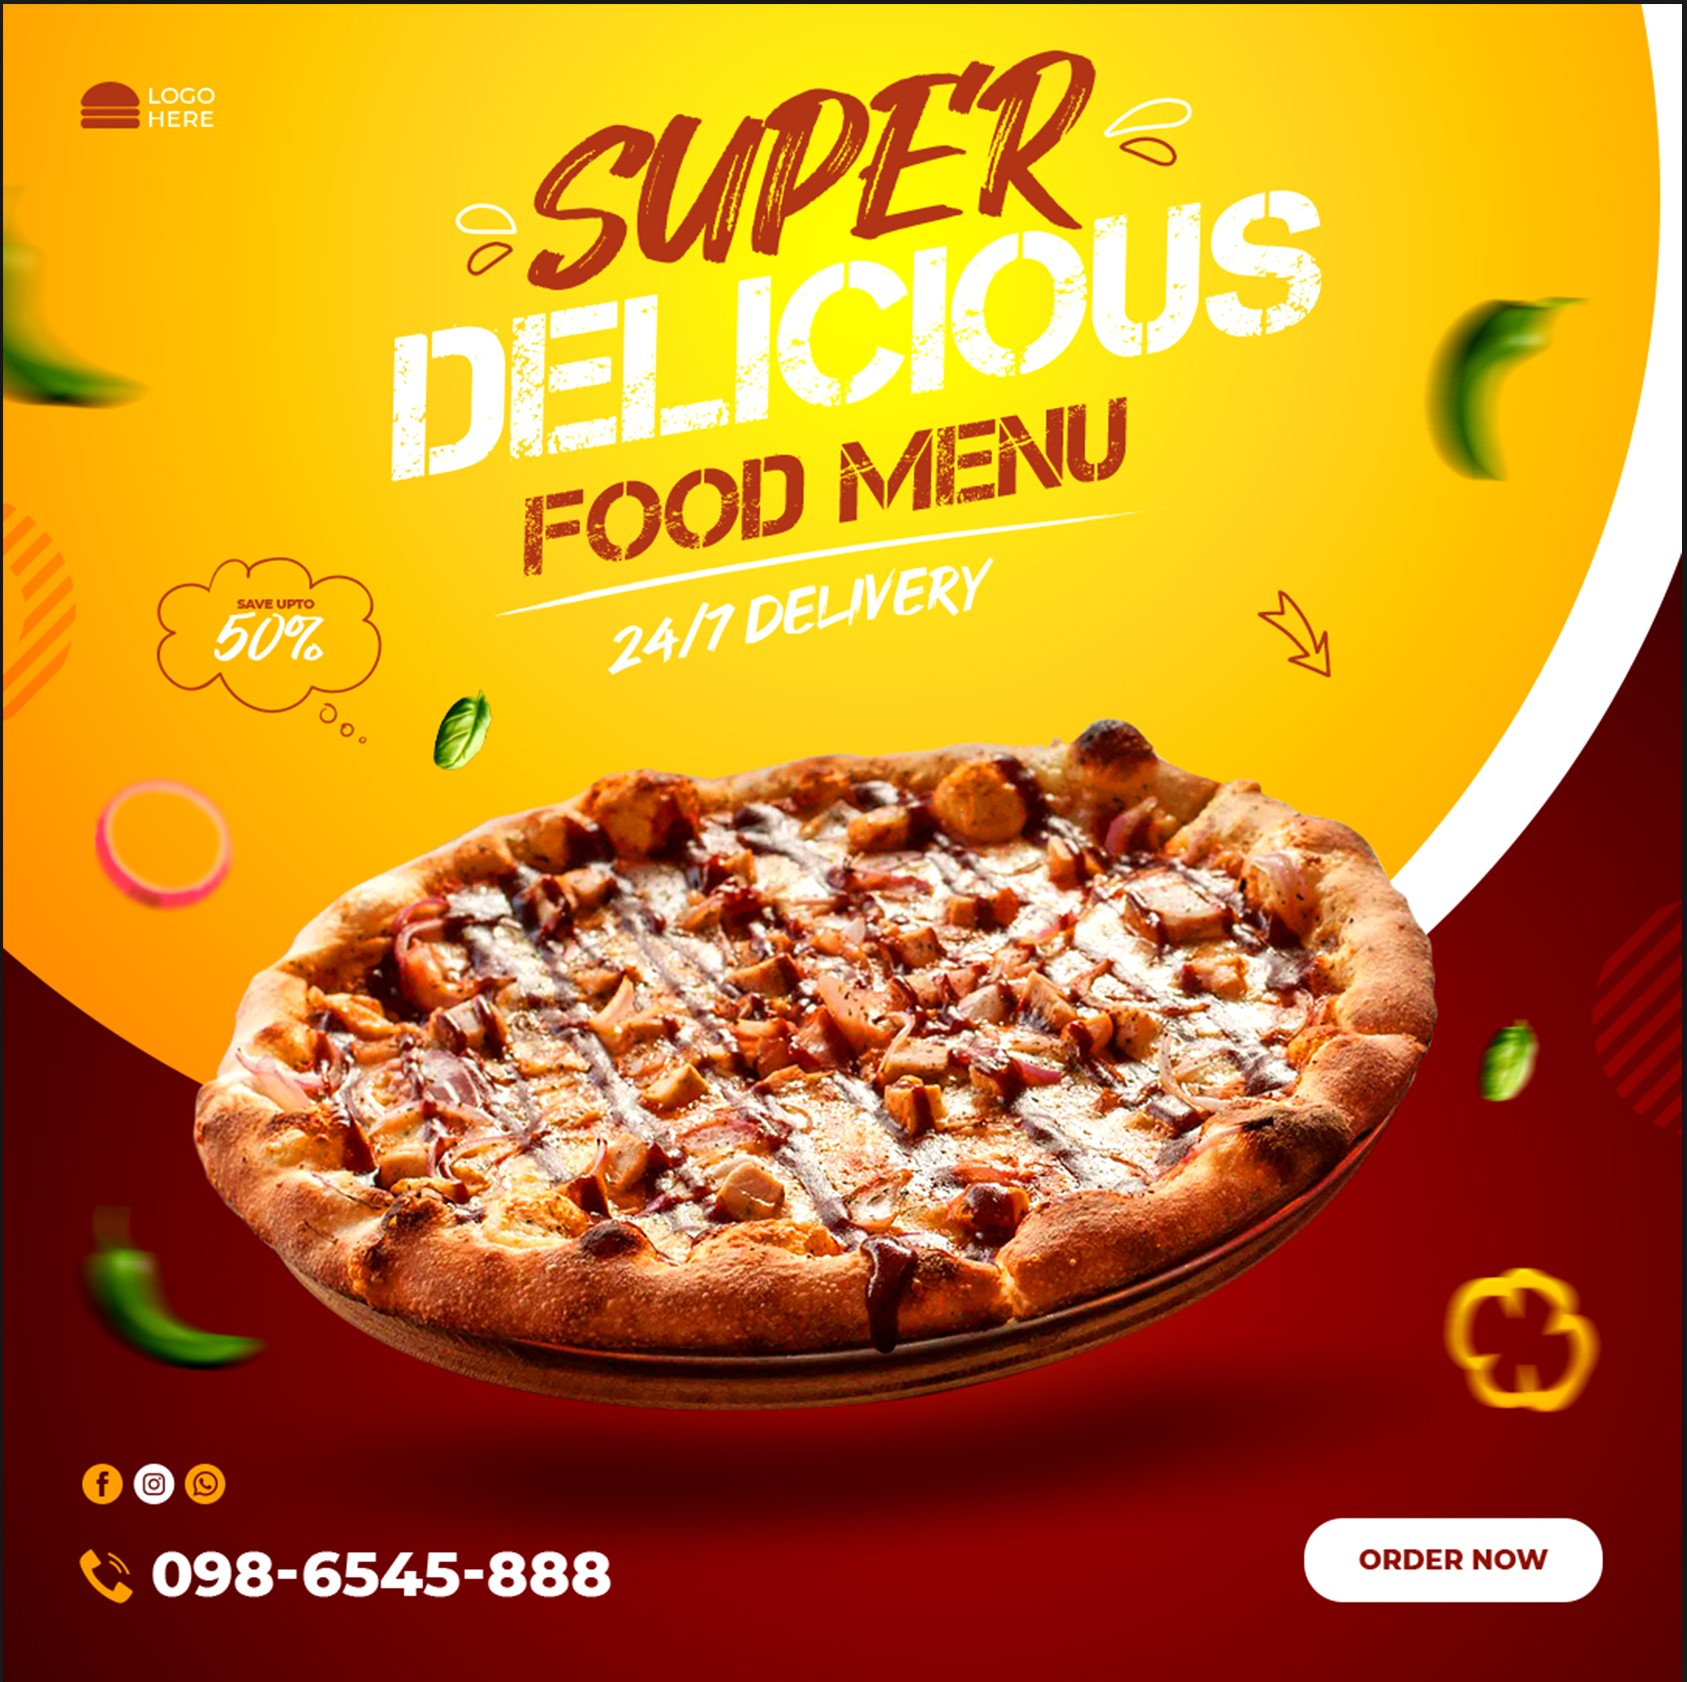 LOGO
HERE
SUPER
DELICIOUS
FOOD MENU
24/7 DELIVERY
SAVE UPTO
50%
098-6545-888
ORDER NOW